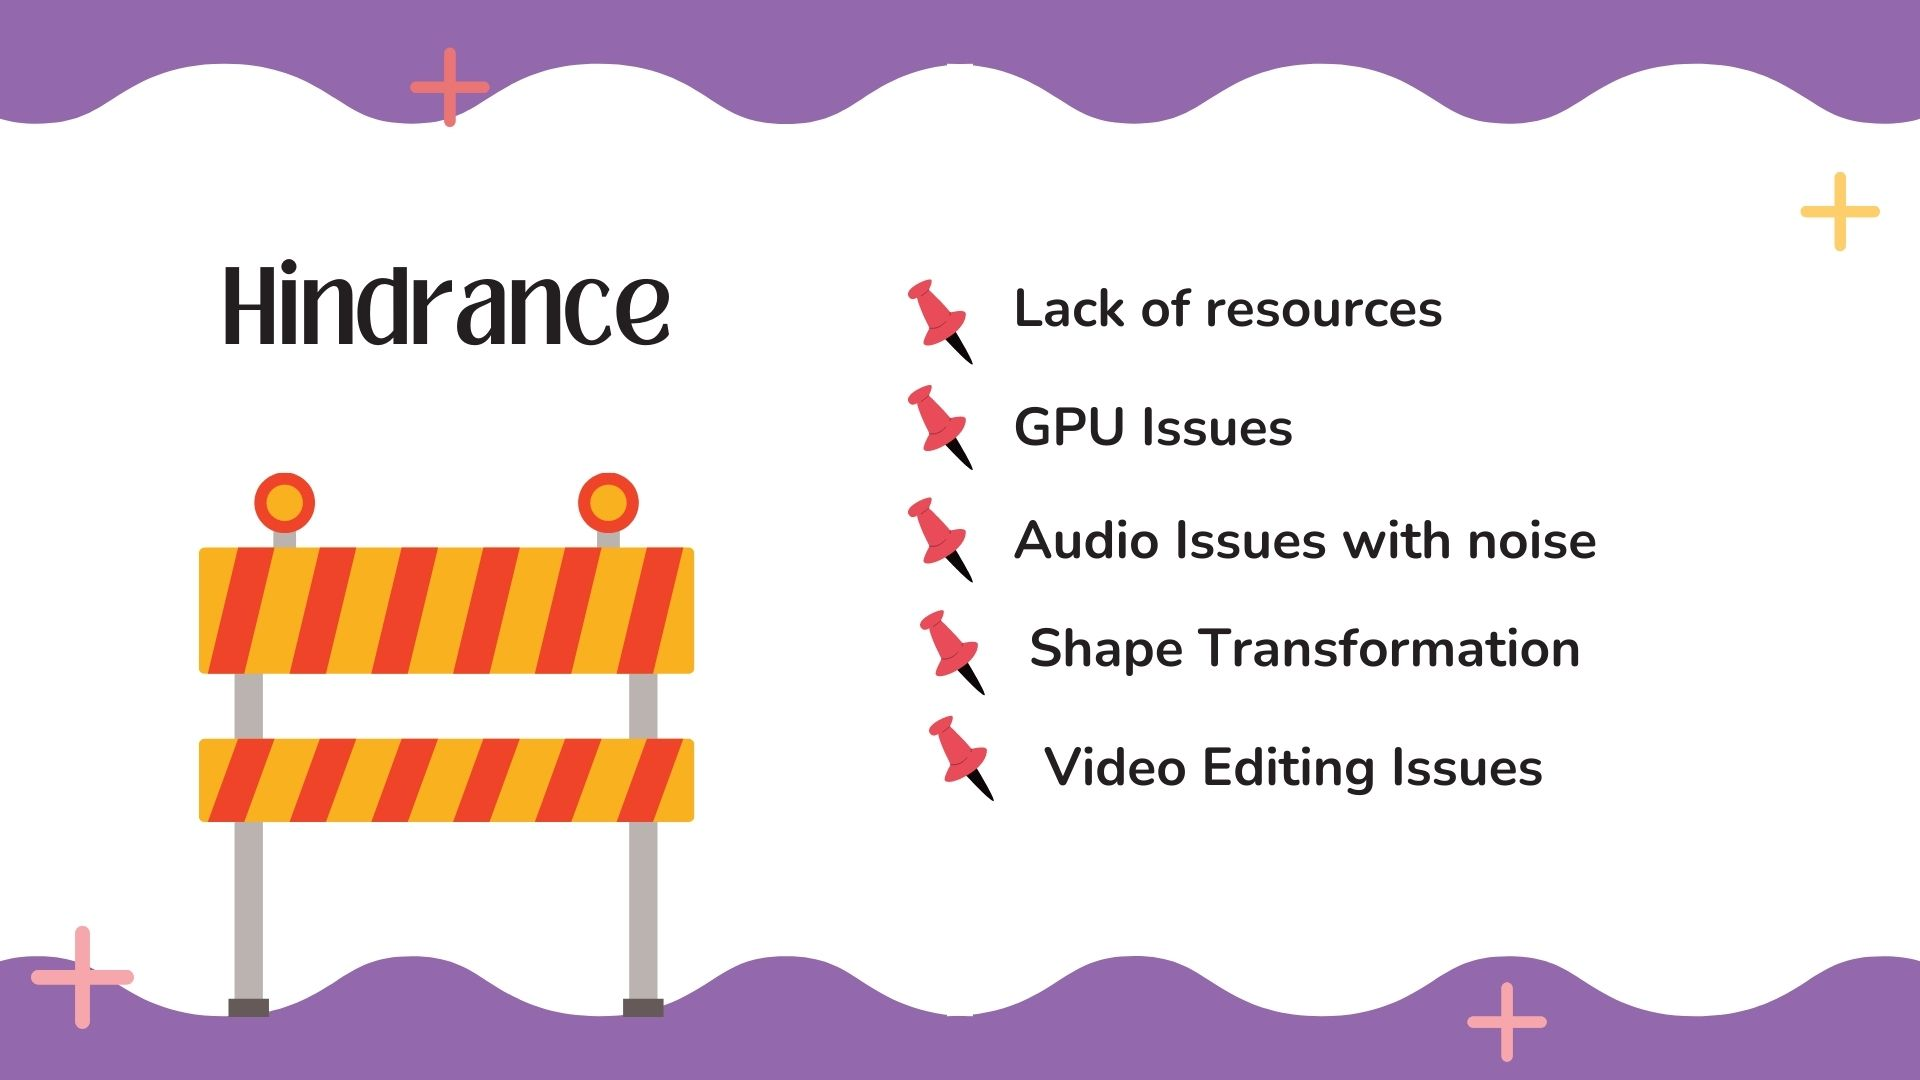 Hindrance
Lack of resources
GPU Issues
Audio Issues with noise
Shape Transformation
Video Editing Issues